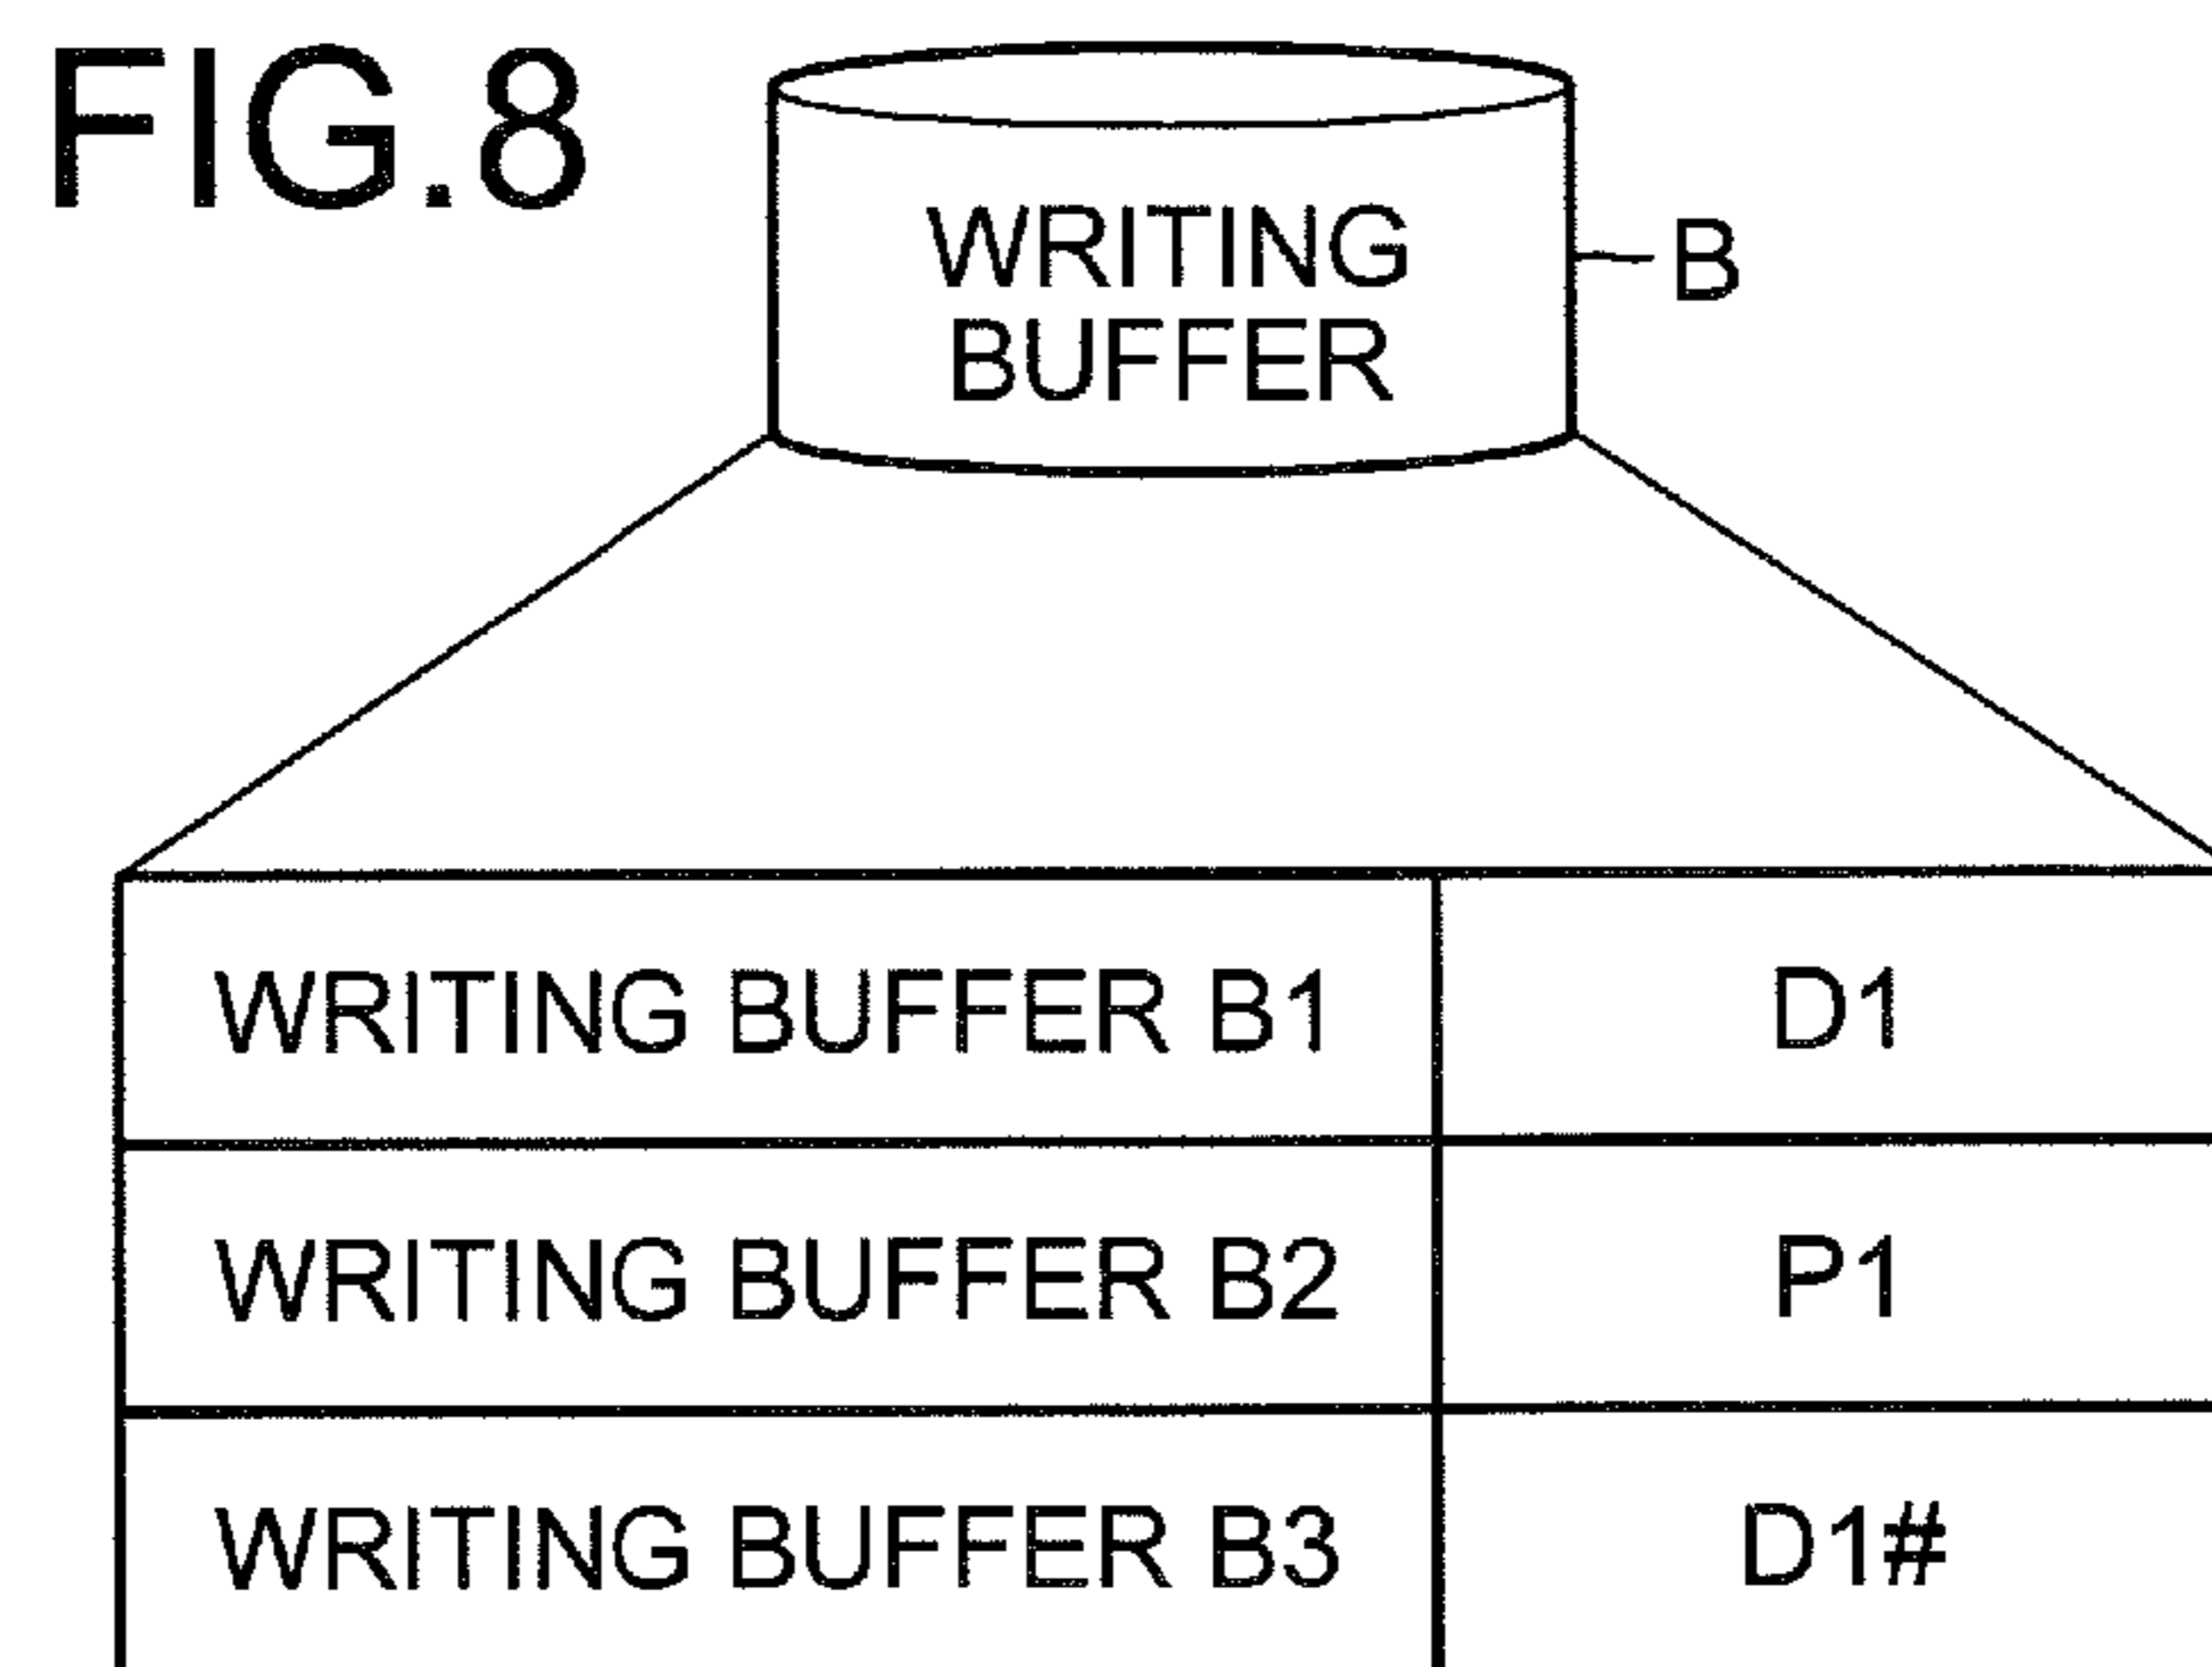 FIG.8
WRITING
BUFFER
B
WRITING BUFFER B1 D1
WRITING BUFFER B2 P1
WRITING BUFFER B3 D1#